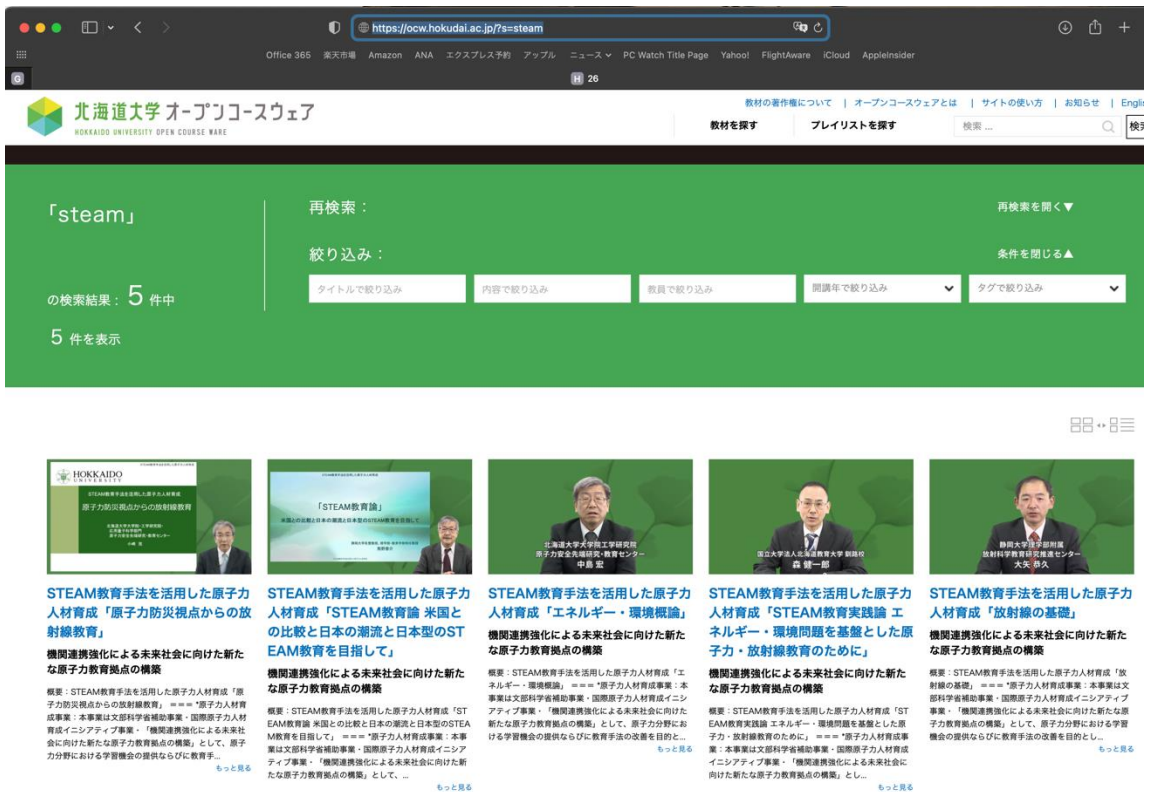 https://ocw.hokudai.ac.jp/?s=steam
Office 365 楽天市場 Amazon ANA エクスプレス予約 アップル ニュース PC Watch Title Page Yahoo! FlightAware iCloud AppleInsider
G
H 26
北海道大学 オープンコースウェア
HOKKAIDO UNIVERSITY OPEN COURSE WARE
教材の著作権について | オープンコースウェアとは | サイトの使い方 | お知らせ | Englis
教材を探す プレイリストを探す 検索 ... 検索
「steam」
再検索：
再検索を開く▼
絞り込み：
条件を閉じる▲
の検索結果： 5 件中
タイトルで絞り込み 内容で絞り込み 教員で絞り込み 開講年で絞り込み タグで絞り込み
5 件を表示
HOKKAIDO
UNIVERSITY
STEAM教育手法を活用した原子力人材育成
原子力防災視点からの放射線教育
「STEAM教育論」
米国との比較と日本の潮流と日本型のSTEAM教育を目指して
北海道大学大学院工学研究院
原子力安全先端研究・教育センター
中島 宏
国立大学法人北海道教育大学 釧路校
森 健一郎
静岡大学理学部附属
放射科学教育研究推進センター
大矢 恭久
STEAM教育手法を活用した原子力
人材育成「原子力防災視点からの放
射線教育」
機関連携強化による未来社会に向けた新た
な原子力教育拠点の構築
概要：STEAM教育手法を活用した原子力人材育成「原
子力防災視点からの放射線教育」 ＝＝＝ *原子力人材育
成事業：本事業は文部科学省補助事業・国際原子力人材
育成イニシアティブ事業・「機関連携強化による未来社
会に向けた新たな原子力教育拠点の構築」として、原子
力分野における学習機会の提供ならびに教育手...
もっと見る
STEAM教育手法を活用した原子力
人材育成「STEAM教育論 米国と
の比較と日本の潮流と日本型のST
EAM教育を目指して」
機関連携強化による未来社会に向けた新た
な原子力教育拠点の構築
概要：STEAM教育手法を活用した原子力人材育成「ST
EAM教育論 米国との比較と日本の潮流と日本型のSTEA
M教育を目指して」 ＝＝＝ *原子力人材育成事業：本事
業は文部科学省補助事業・国際原子力人材育成イニシア
ティブ事業・「機関連携強化による未来社会に向けた新
たな原子力教育拠点の構築」として、...
もっと見る
STEAM教育手法を活用した原子力
人材育成「エネルギー・環境概論」
機関連携強化による未来社会に向けた新た
な原子力教育拠点の構築
概要：STEAM教育手法を活用した原子力人材育成「エ
ネルギー・環境概論」 ＝＝＝ *原子力人材育成事業：本
事業は文部科学省補助事業・国際原子力人材育成イニシ
アティブ事業・「機関連携強化による未来社会に向けた
新たな原子力教育拠点の構築」として、原子力分野にお
ける学習機会の提供ならびに教育手法の改善を目的と...
もっと見る
STEAM教育手法を活用した原子力
人材育成「STEAM教育実践論 エ
ネルギー・環境問題を基盤とした原
子力・放射線教育のために」
機関連携強化による未来社会に向けた新た
な原子力教育拠点の構築
概要：STEAM教育手法を活用した原子力人材育成「ST
EAM教育実践論 エネルギー・環境問題を基盤とした原
子力・放射線教育のために」 ＝＝＝ *原子力人材育成事
業：本事業は文部科学省補助事業・国際原子力人材育成
イニシアティブ事業・「機関連携強化による未来社会に
向けた新たな原子力教育拠点の構築」とし...
もっと見る
STEAM教育手法を活用した原子力
人材育成「放射線の基礎」
機関連携強化による未来社会に向けた新た
な原子力教育拠点の構築
概要：STEAM教育手法を活用した原子力人材育成「放
射線の基礎」 ＝＝＝ *原子力人材育成事業：本事業は文
部科学省補助事業・国際原子力人材育成イニシアティブ
事業・「機関連携強化による未来社会に向けた新たな原
子力教育拠点の構築」として、原子力分野における学習
機会の提供ならびに教育手法の改善を目的とし...
もっと見る